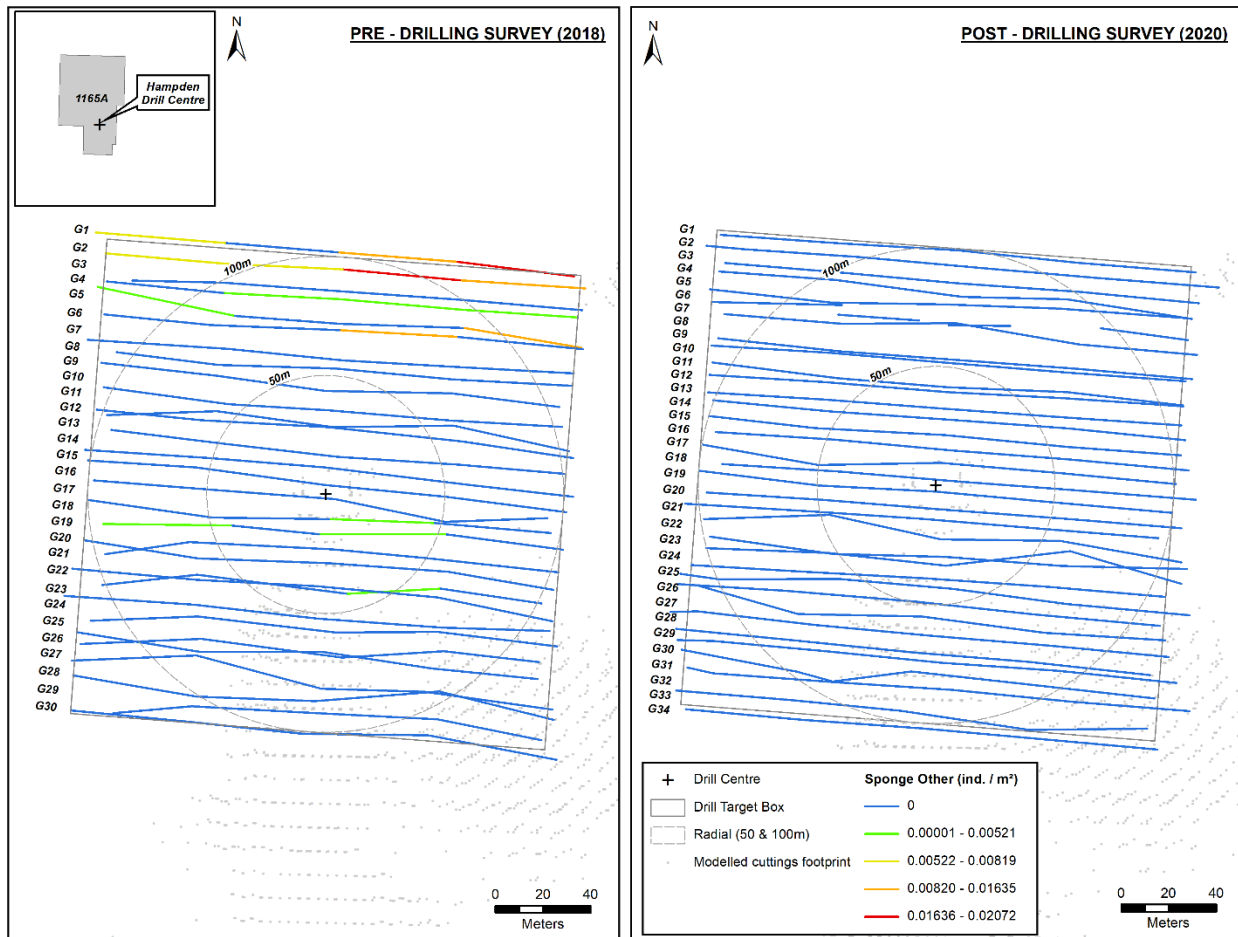 N
PRE - DRILLING SURVEY (2018)
1165A
Hampden
Drill Centre
G1
G2
G3
G4
G5
G6
G7
G8
G9
G10
G11
G12
G13
G14
G15
G16
G17
G18
G19
G20
G21
G22
G23
G24
G25
G26
G27
G28
G29
G30
100m
50m
0 20 40
Meters
N
POST - DRILLING SURVEY (2020)
G1
G2
G3
G4
G5
G6
G7
G8
G9
G10
G11
G12
G13
G14
G15
G16
G17
G18
G19
G20
G21
G22
G23
G24
G25
G26
G27
G28
G29
G30
G31
G32
G33
G34
100m
50m
Drill Centre
Drill Target Box
Radial (50 & 100m)
Modelled cuttings footprint
Sponge Other (ind. / m²)
0
0.00001 - 0.00521
0.00522 - 0.00819
0.00820 - 0.01635
0.01636 - 0.02072
0 20 40
Meters